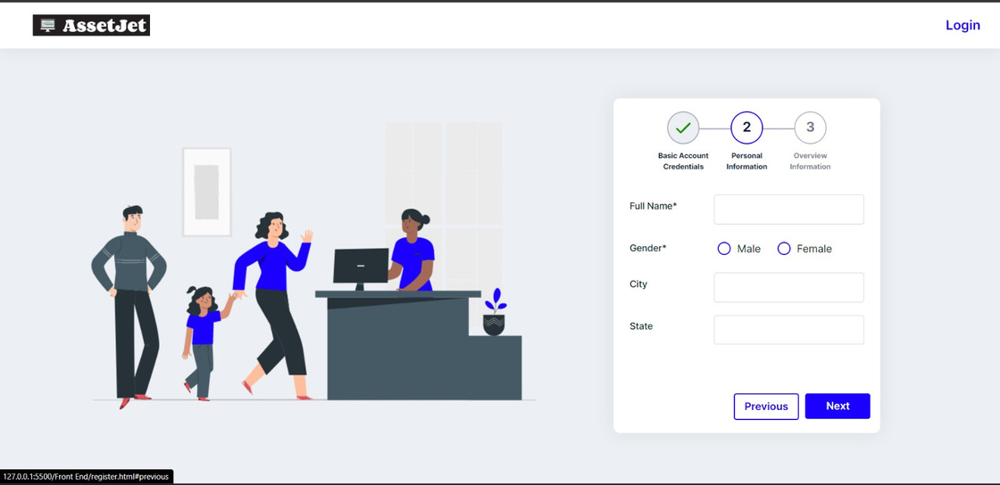 AssetJet
Login
2
3
Basic Account
Credentials
Personal
Information
Overview
Information
Full Name*
Gender*
Male
Female
City
State
Previous
Next
127.0.0.1:5500/Front End/register.html#previous